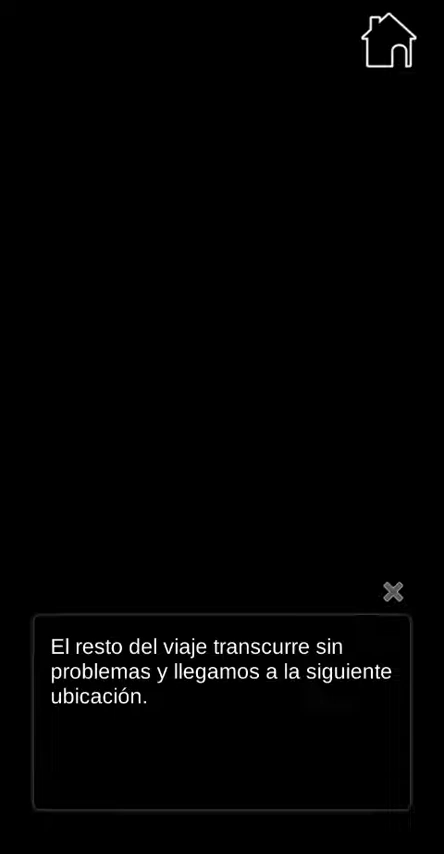 El resto del viaje transcurre sin
problemas y llegamos a la siguiente
ubicación.